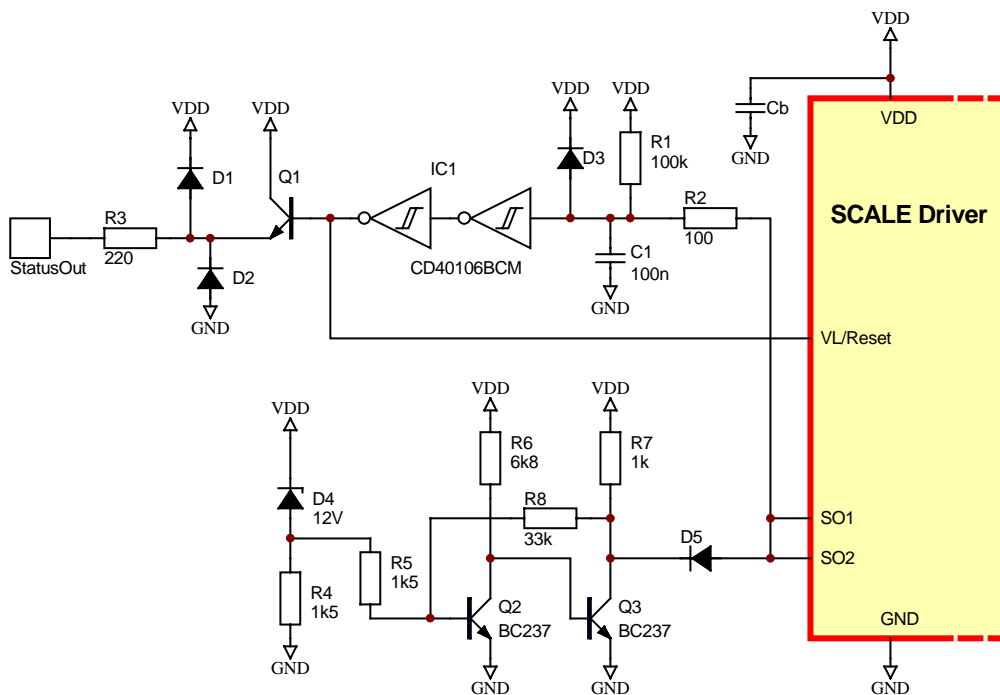 VDD
Cb
GND
VDD
SCALE Driver
VL/Reset
SO1
SO2
GND
GND
VDD
D1
VDD
Q1
IC1
CD40106BCM
VDD
D3
VDD
R1
100k
R2
100
C1
100n
GND
StatusOut
R3
220
D2
GND
VDD
D4
12V
R4
1k5
GND
R5
1k5
VDD
R6
6k8
R8
33k
VDD
R7
1k
D5
Q2
BC237
GND
Q3
BC237
GND